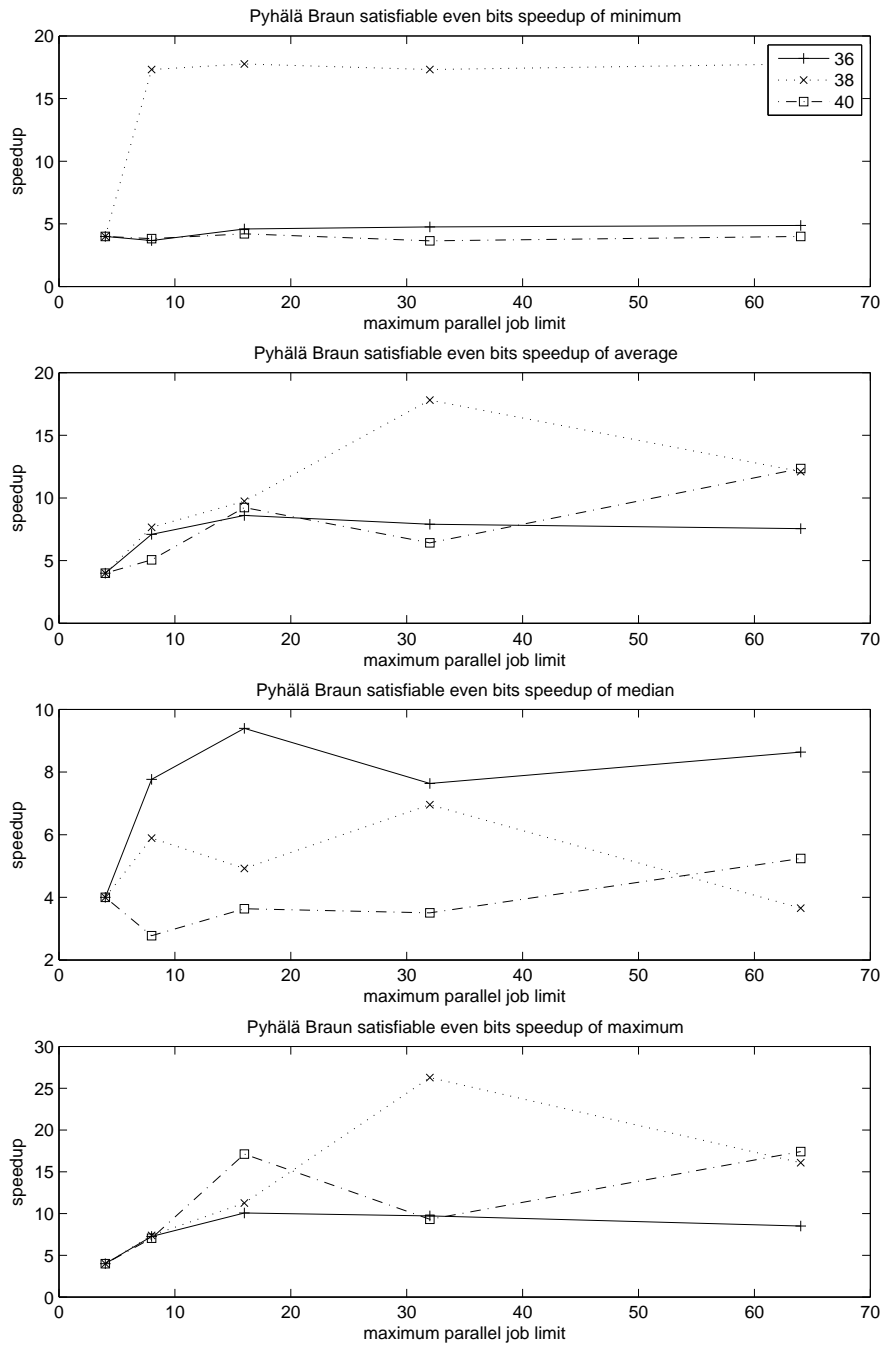 Pyhälä Braun satisfiable even bits speedup of minimum
20
15
10
5
0
speedup
36
38
40
0 10 20 30 40 50 60 70
maximum parallel job limit
Pyhälä Braun satisfiable even bits speedup of average
20
15
10
5
0
speedup
0 10 20 30 40 50 60 70
maximum parallel job limit
Pyhälä Braun satisfiable even bits speedup of median
10
8
6
4
2
speedup
0 10 20 30 40 50 60 70
maximum parallel job limit
Pyhälä Braun satisfiable even bits speedup of maximum
30
25
20
15
10
5
0
speedup
0 10 20 30 40 50 60 70
maximum parallel job limit